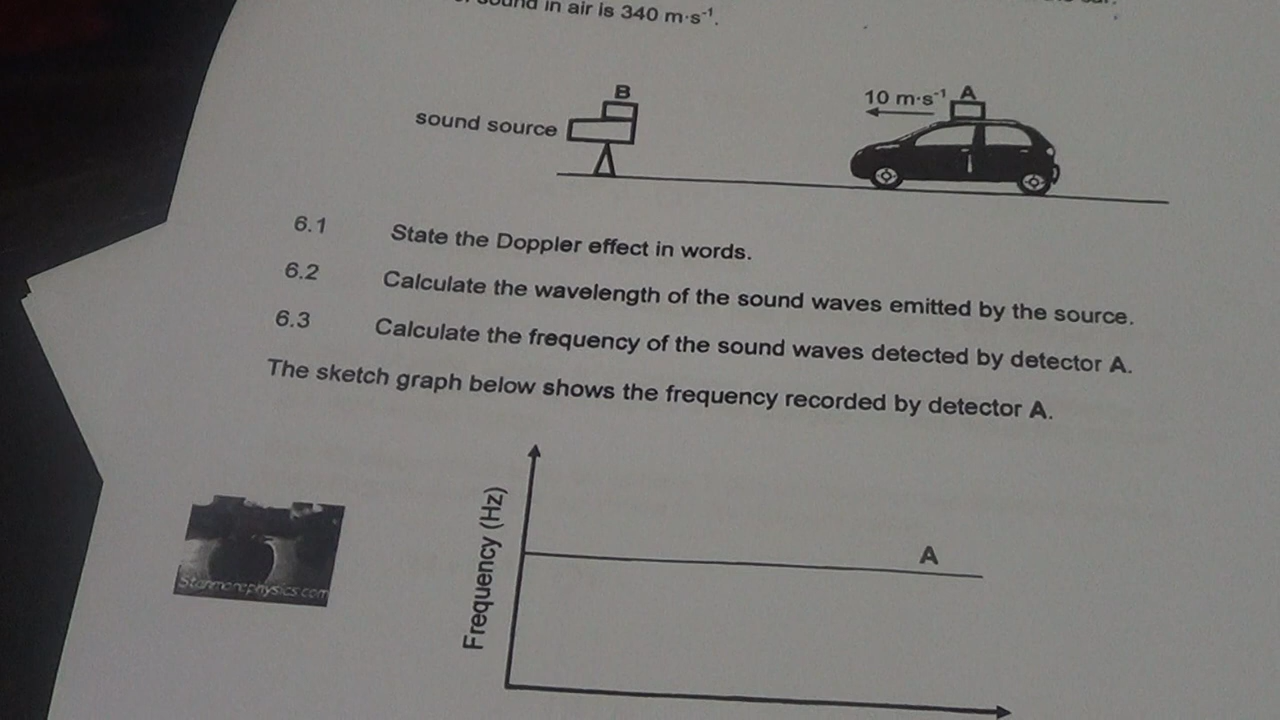 in air is 340 m·s⁻¹.
B
10 m·s⁻¹ A
sound source
6.1 State the Doppler effect in words.
6.2 Calculate the wavelength of the sound waves emitted by the source.
6.3 Calculate the frequency of the sound waves detected by detector A.
The sketch graph below shows the frequency recorded by detector A.
Frequency (Hz)
A
Stanmorephysics.com